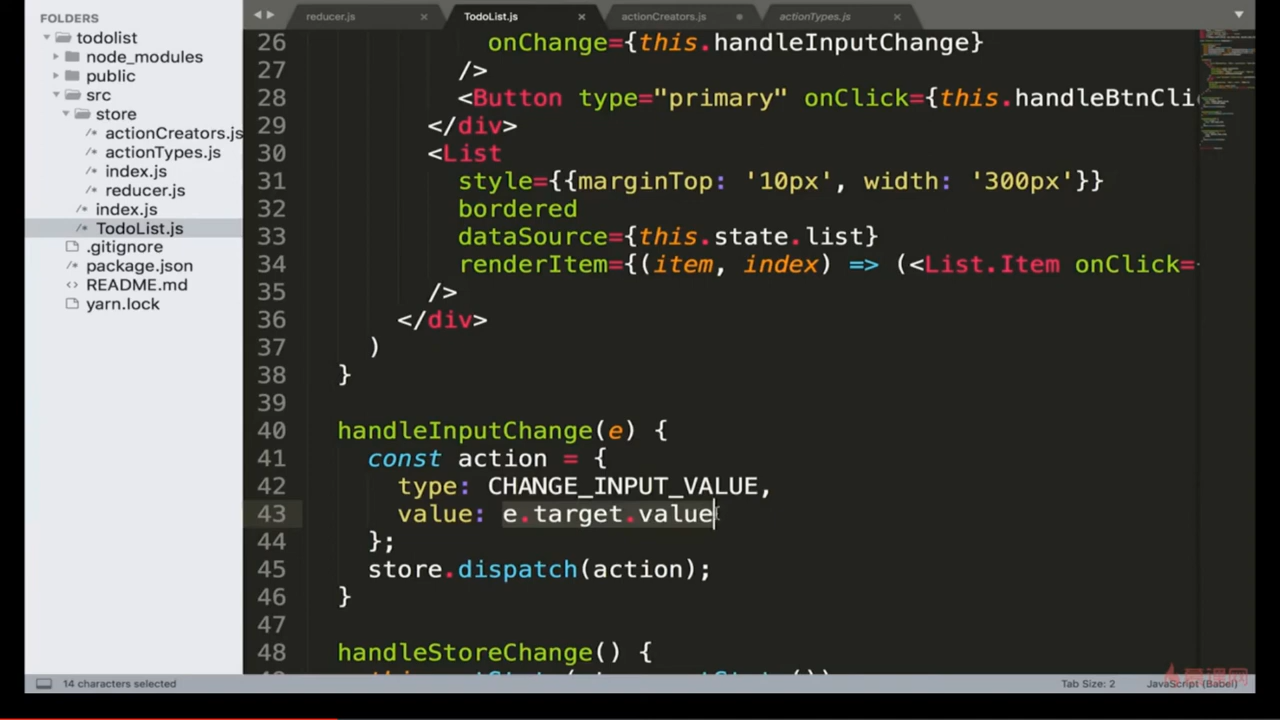 FOLDERS
todolist
node_modules
public
src
store
actionCreators.js
actionTypes.js
index.js
reducer.js
index.js
TodoList.js
.gitignore
package.json
README.md
yarn.lock
reducer.js
TodoList.js
actionCreators.js
actionTypes.js
26 onChange={this.handleInputChange}
27 />
28 <Button type="primary" onClick={this.handleBtnCli
29 </div>
30 <List
31 style={{marginTop: '10px', width: '300px'}}
32 bordered
33 dataSource={this.state.list}
34 renderItem={(item, index) => (<List.Item onClick=
35 />
36 </div>
37 )
38 }
39
40 handleInputChange(e) {
41 const action = {
42 type: CHANGE_INPUT_VALUE,
43 value: e.target.value
44 };
45 store.dispatch(action);
46 }
47
48 handleStoreChange() {
14 characters selected
Tab Size: 2
JavaScript (Babel)
慕课网